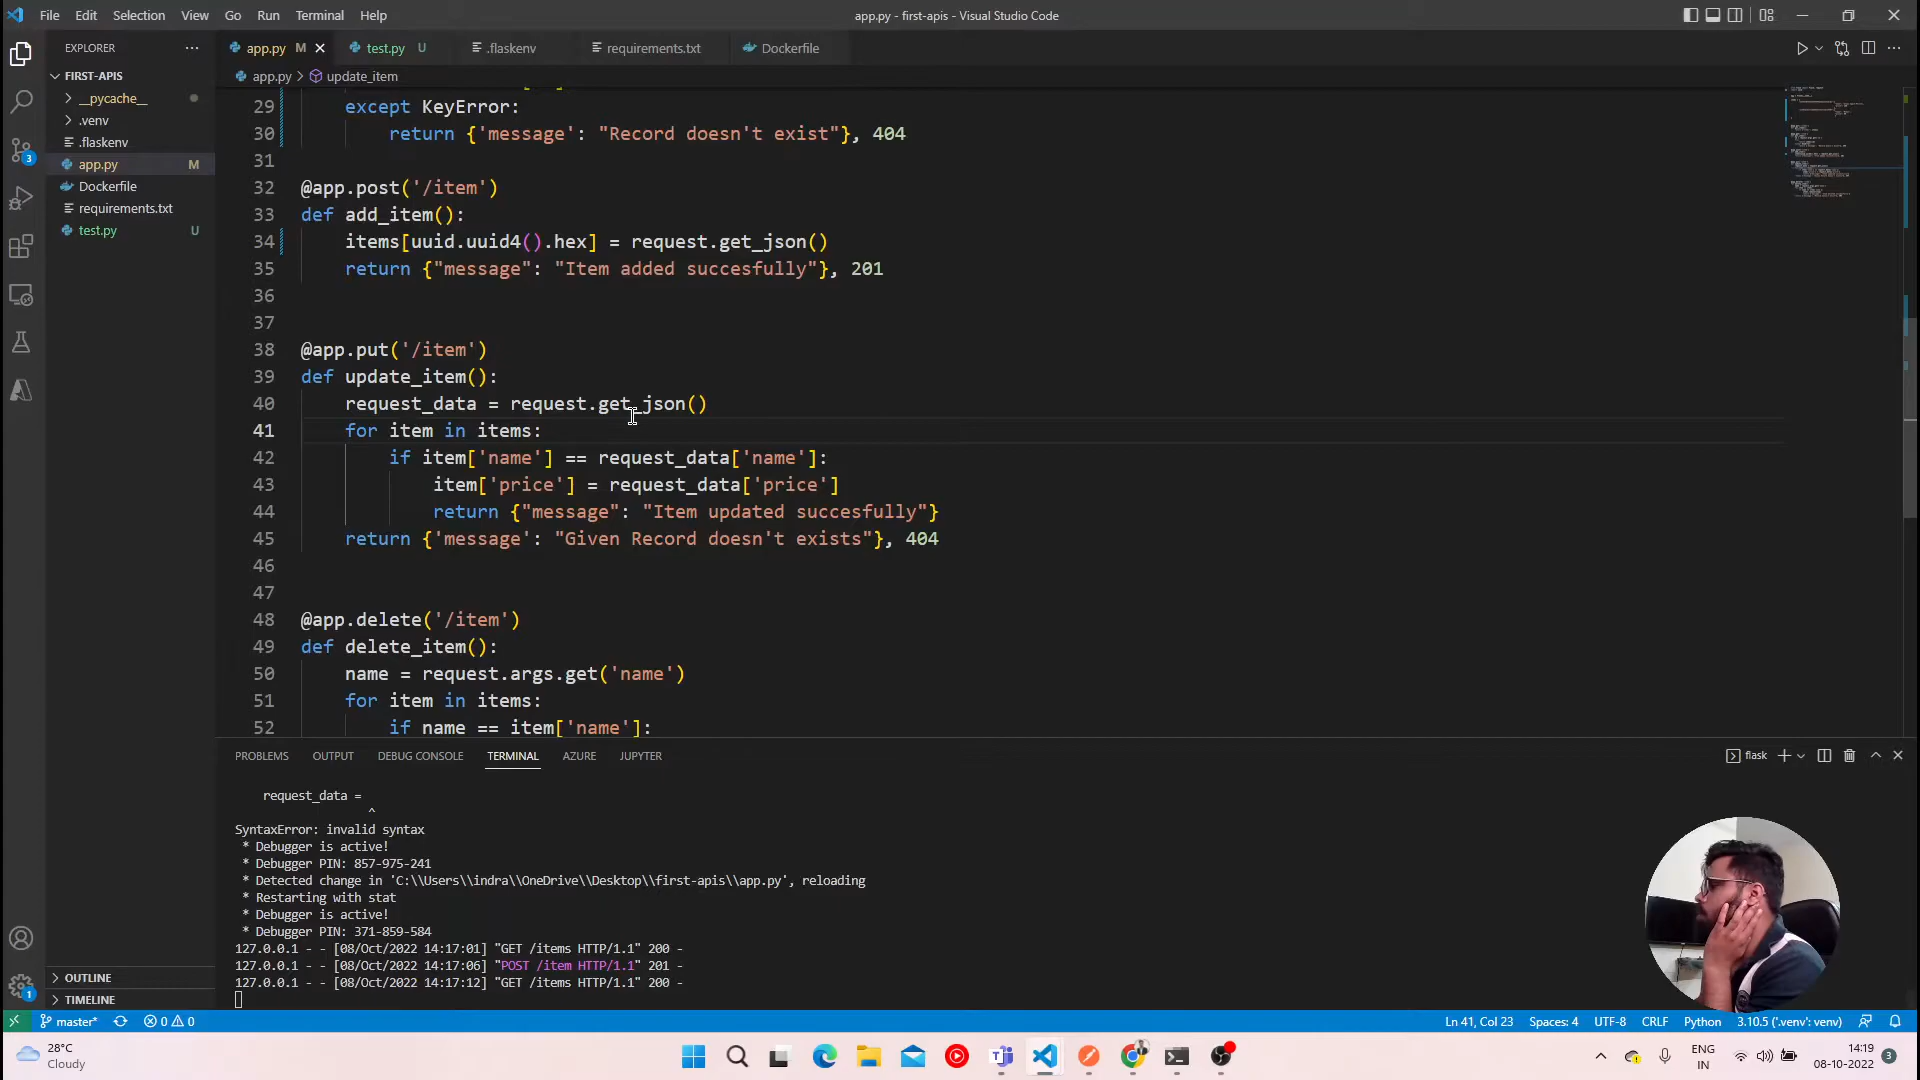 File Edit Selection View Go Run Terminal Help
app.py - first-apis - Visual Studio Code
EXPLORER
FIRST-APIS
__pycache__
.venv
.flaskenv
app.py M
Dockerfile
requirements.txt
test.py U
OUTLINE
TIMELINE
app.py M test.py U .flaskenv requirements.txt Dockerfile
app.py > update_item
29 except KeyError:
30 return {'message': "Record doesn't exist"}, 404
31
32 @app.post('/item')
33 def add_item():
34 items[uuid.uuid4().hex] = request.get_json()
35 return {"message": "Item added succesfully"}, 201
36
37
38 @app.put('/item')
39 def update_item():
40 request_data = request.get_json()
41 for item in items:
42 if item['name'] == request_data['name']:
43 item['price'] = request_data['price']
44 return {"message": "Item updated succesfully"}
45 return {'message': "Given Record doesn't exists"}, 404
46
47
48 @app.delete('/item')
49 def delete_item():
50 name = request.args.get('name')
51 for item in items:
52 if name == item['name']:
PROBLEMS OUTPUT DEBUG CONSOLE TERMINAL AZURE JUPYTER
flask
request_data =
^
SyntaxError: invalid syntax
* Debugger is active!
* Debugger PIN: 857-975-241
* Detected change in 'C:\\Users\\indra\\OneDrive\\Desktop\\first-apis\\app.py', reloading
* Restarting with stat
* Debugger is active!
* Debugger PIN: 371-859-584
127.0.0.1 - - [08/Oct/2022 14:17:01] "GET /items HTTP/1.1" 200 -
127.0.0.1 - - [08/Oct/2022 14:17:06] "POST /item HTTP/1.1" 201 -
127.0.0.1 - - [08/Oct/2022 14:17:12] "GET /items HTTP/1.1" 200 -
3
1
master* 0 0
Ln 41, Col 23 Spaces: 4 UTF-8 CRLF Python 3.10.5 ('.venv': venv)
28°C
Cloudy
ENG
IN
14:19
08-10-2022
3